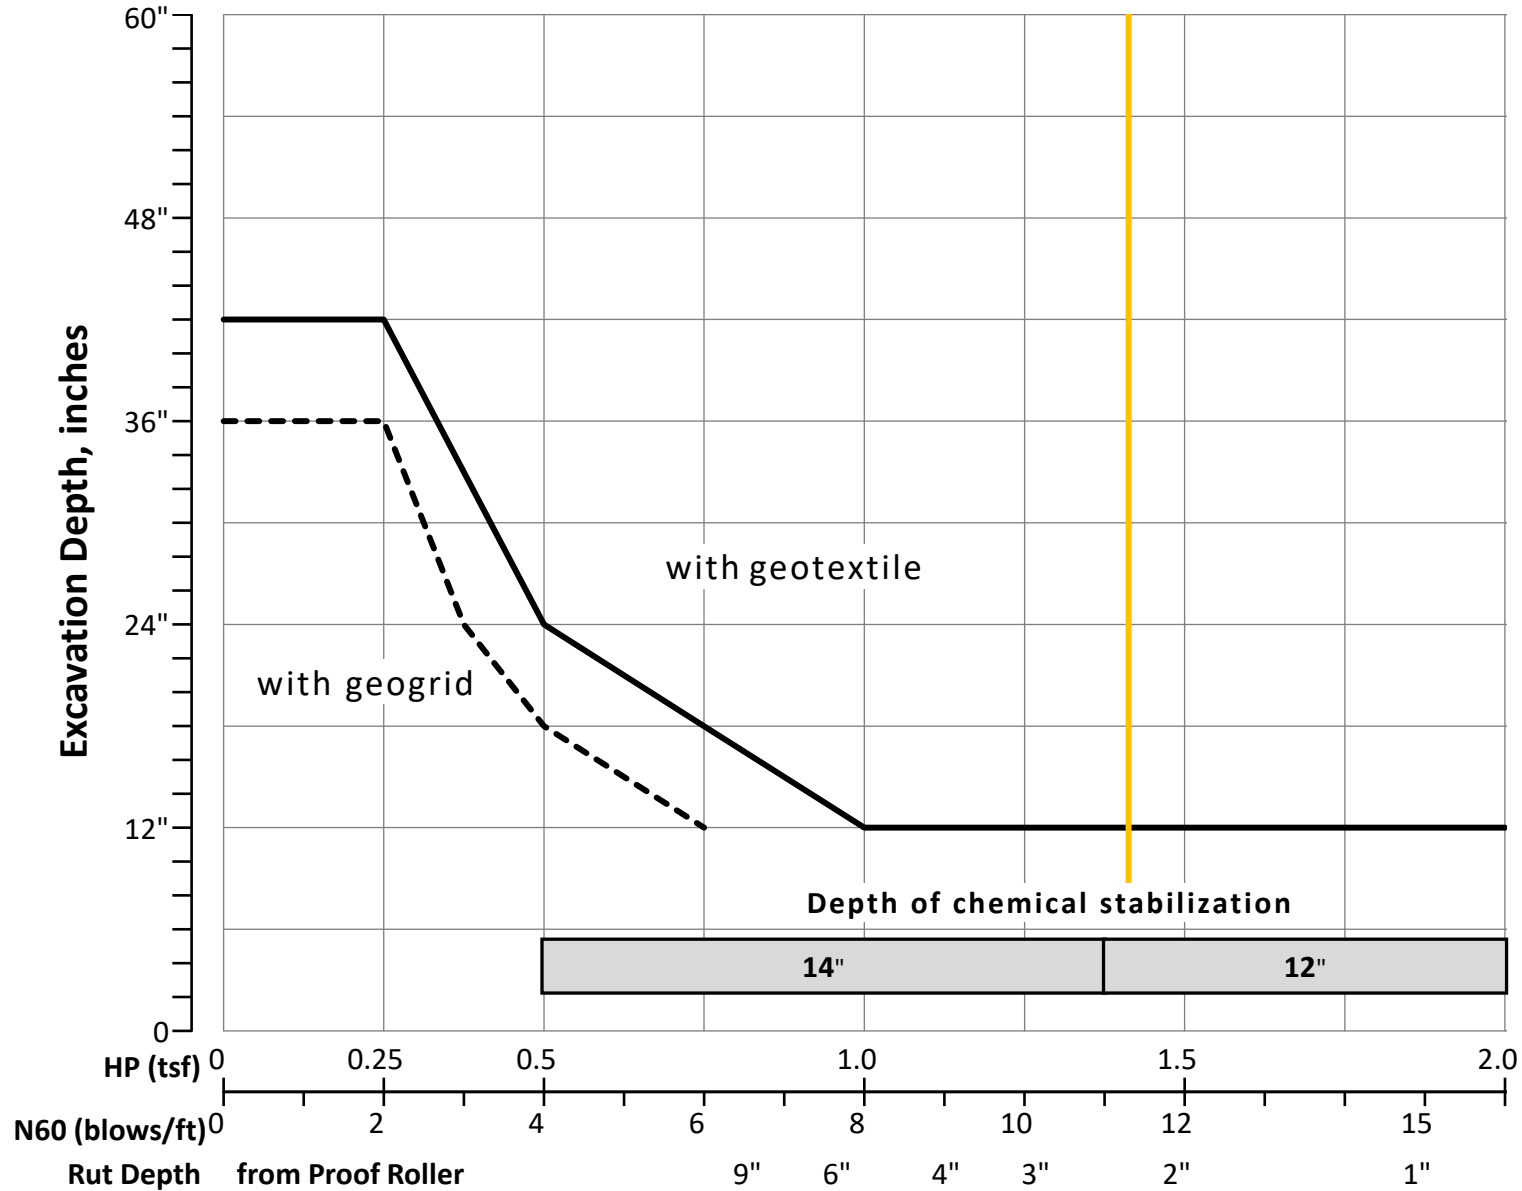 60"
48"
36"
24"
12"
0
Excavation Depth, inches
with geotextile
with geogrid
Depth of chemical stabilization
14" 12"
HP (tsf) 0 0.25 0.5 1.0 1.5 2.0
N60 (blows/ft) 0 2 4 6 8 10 12 15
Rut Depth from Proof Roller 9" 6" 4" 3" 2" 1"